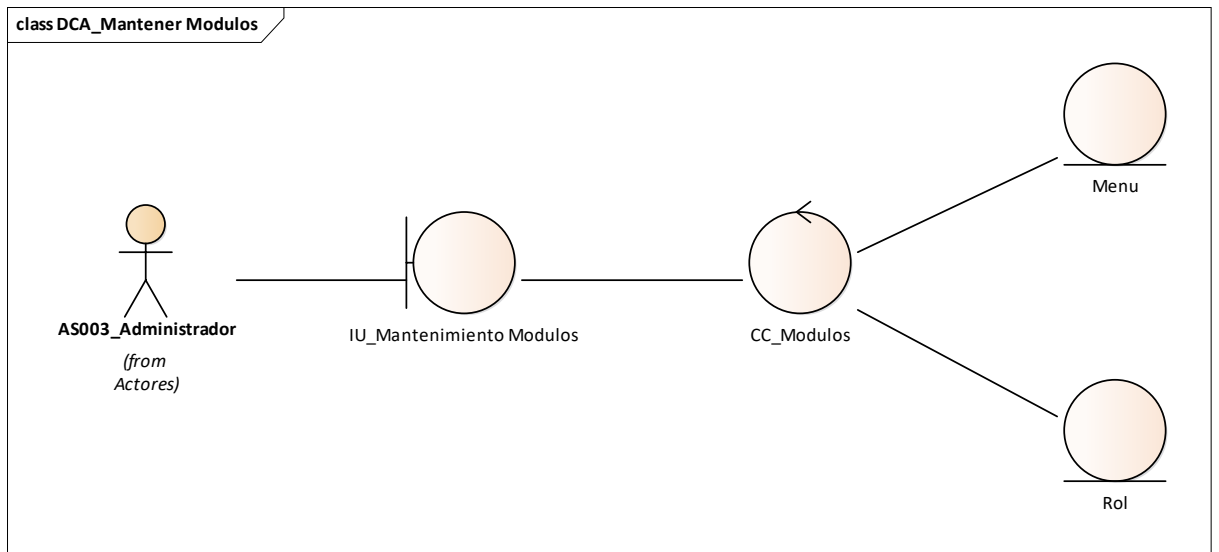 class DCA_Mantener Modulos
Menu
AS003_Administrador
(from
Actores)
IU_Mantenimiento Modulos
CC_Modulos
Rol